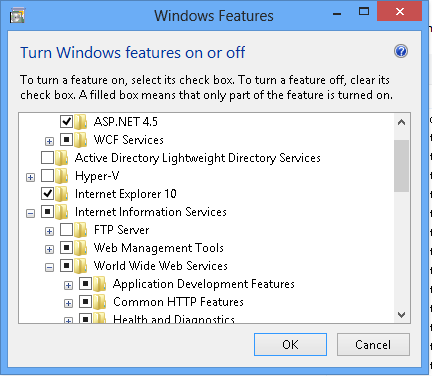 Windows Features
Turn Windows features on or off
To turn a feature on, select its check box. To turn a feature off, clear its
check box. A filled box means that only part of the feature is turned on.
ASP.NET 4.5
WCF Services
Active Directory Lightweight Directory Services
Hyper-V
Internet Explorer 10
Internet Information Services
FTP Server
Web Management Tools
World Wide Web Services
Application Development Features
Common HTTP Features
Health and Diagnostics
OK Cancel